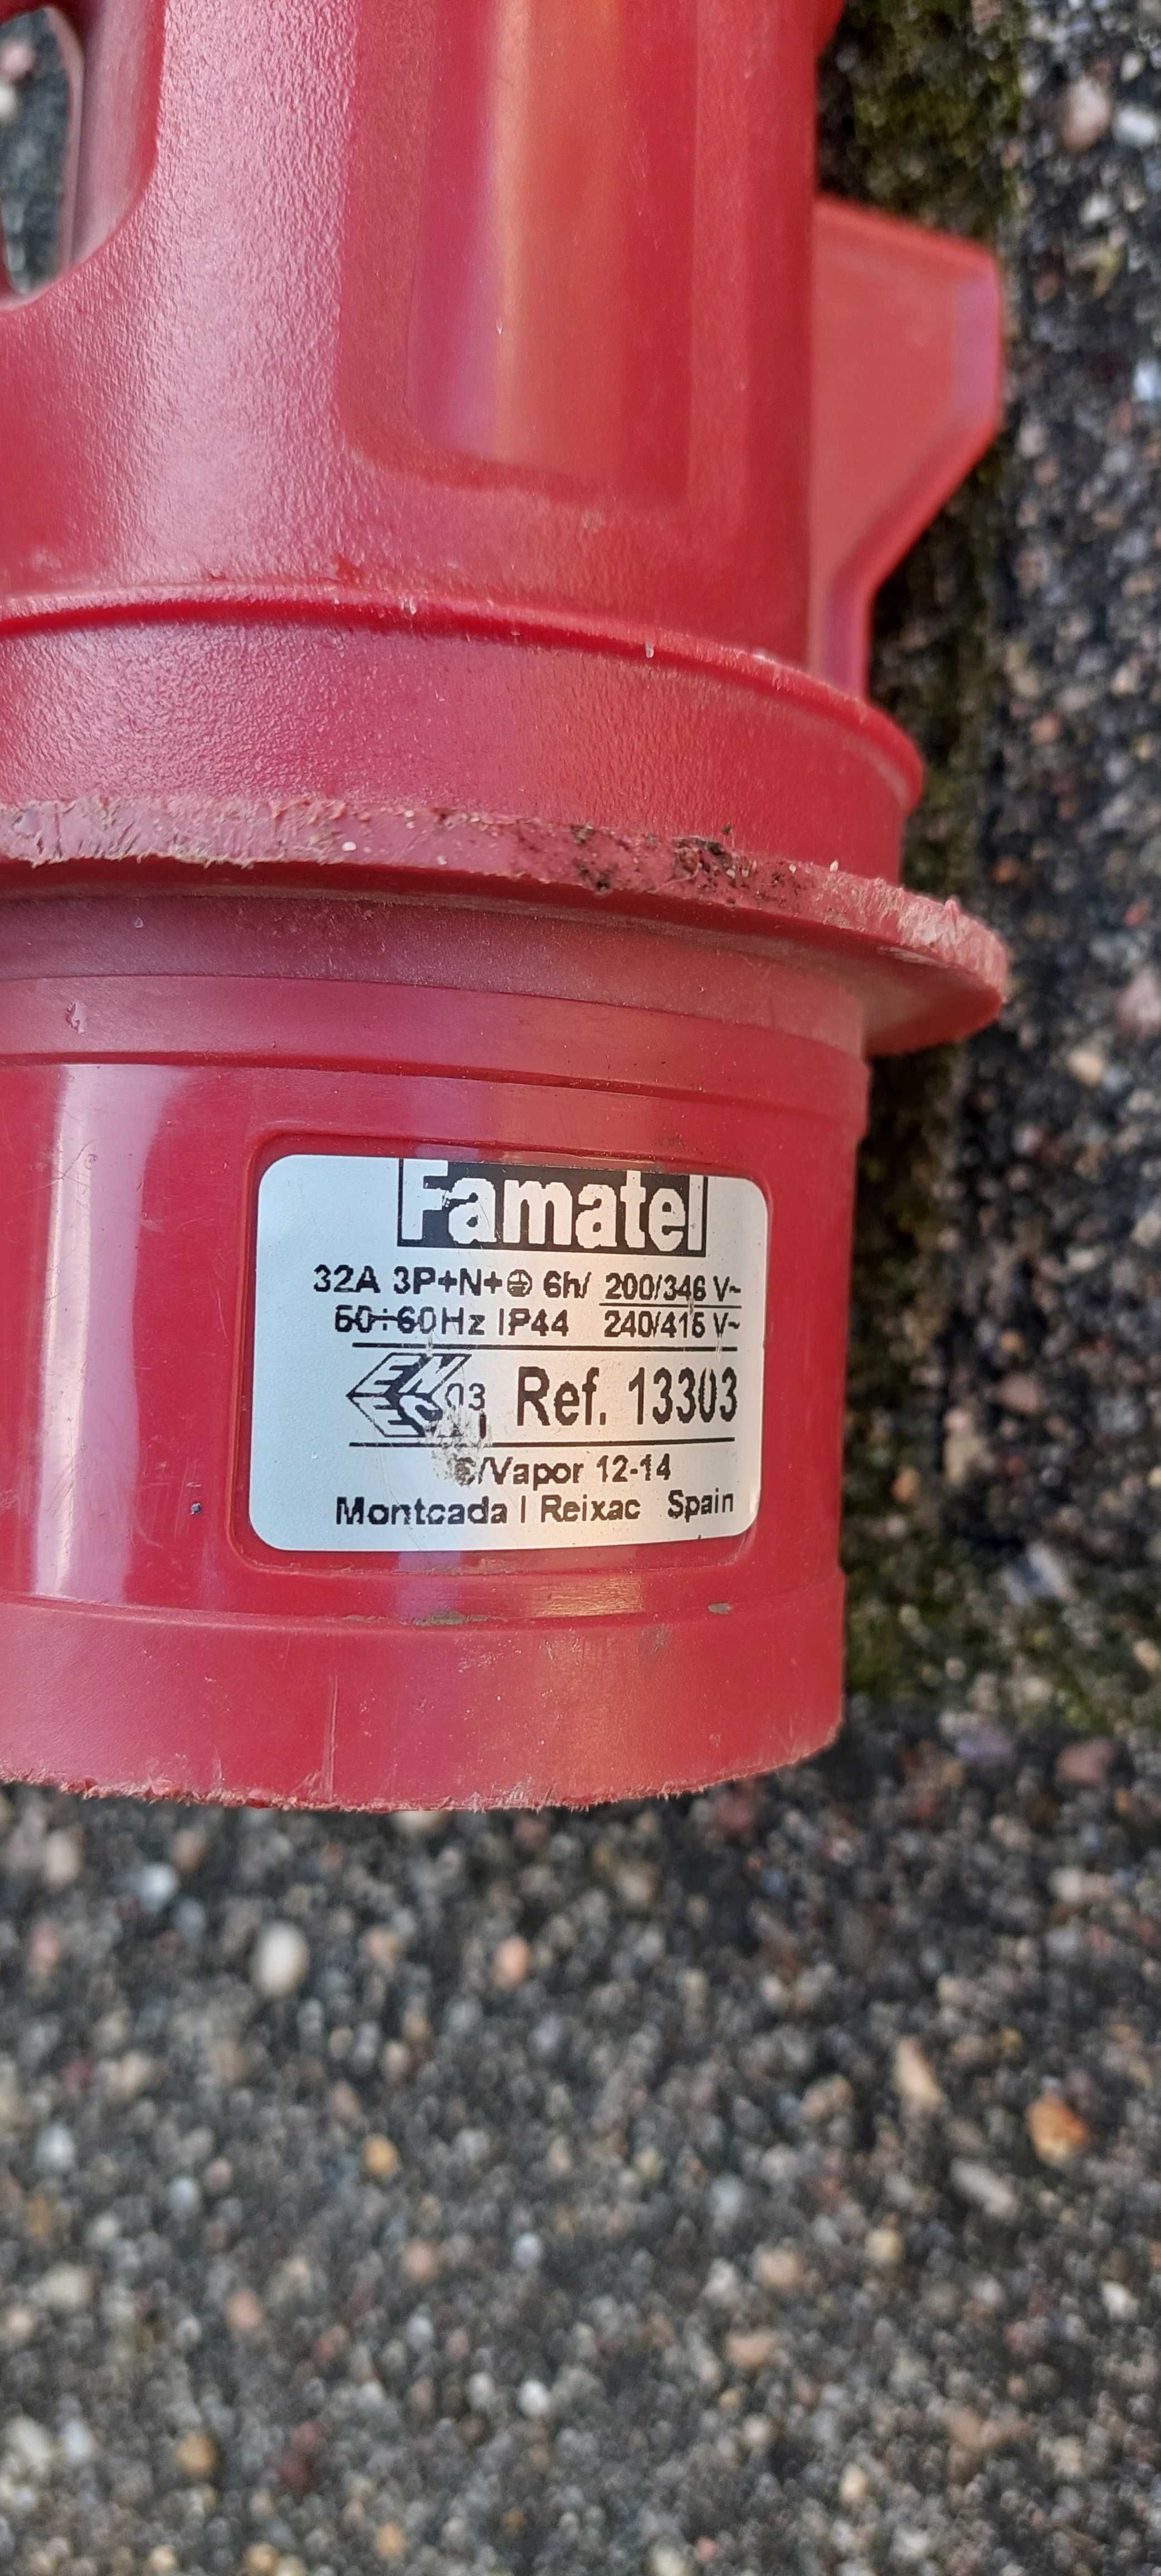 Famatel
32A 3P+N+⏚ 6h/ 200/346 V~
50÷60Hz IP44 240/415 V~
03 Ref. 13303
C/Vapor 12-14
Montcada I Reixac Spain